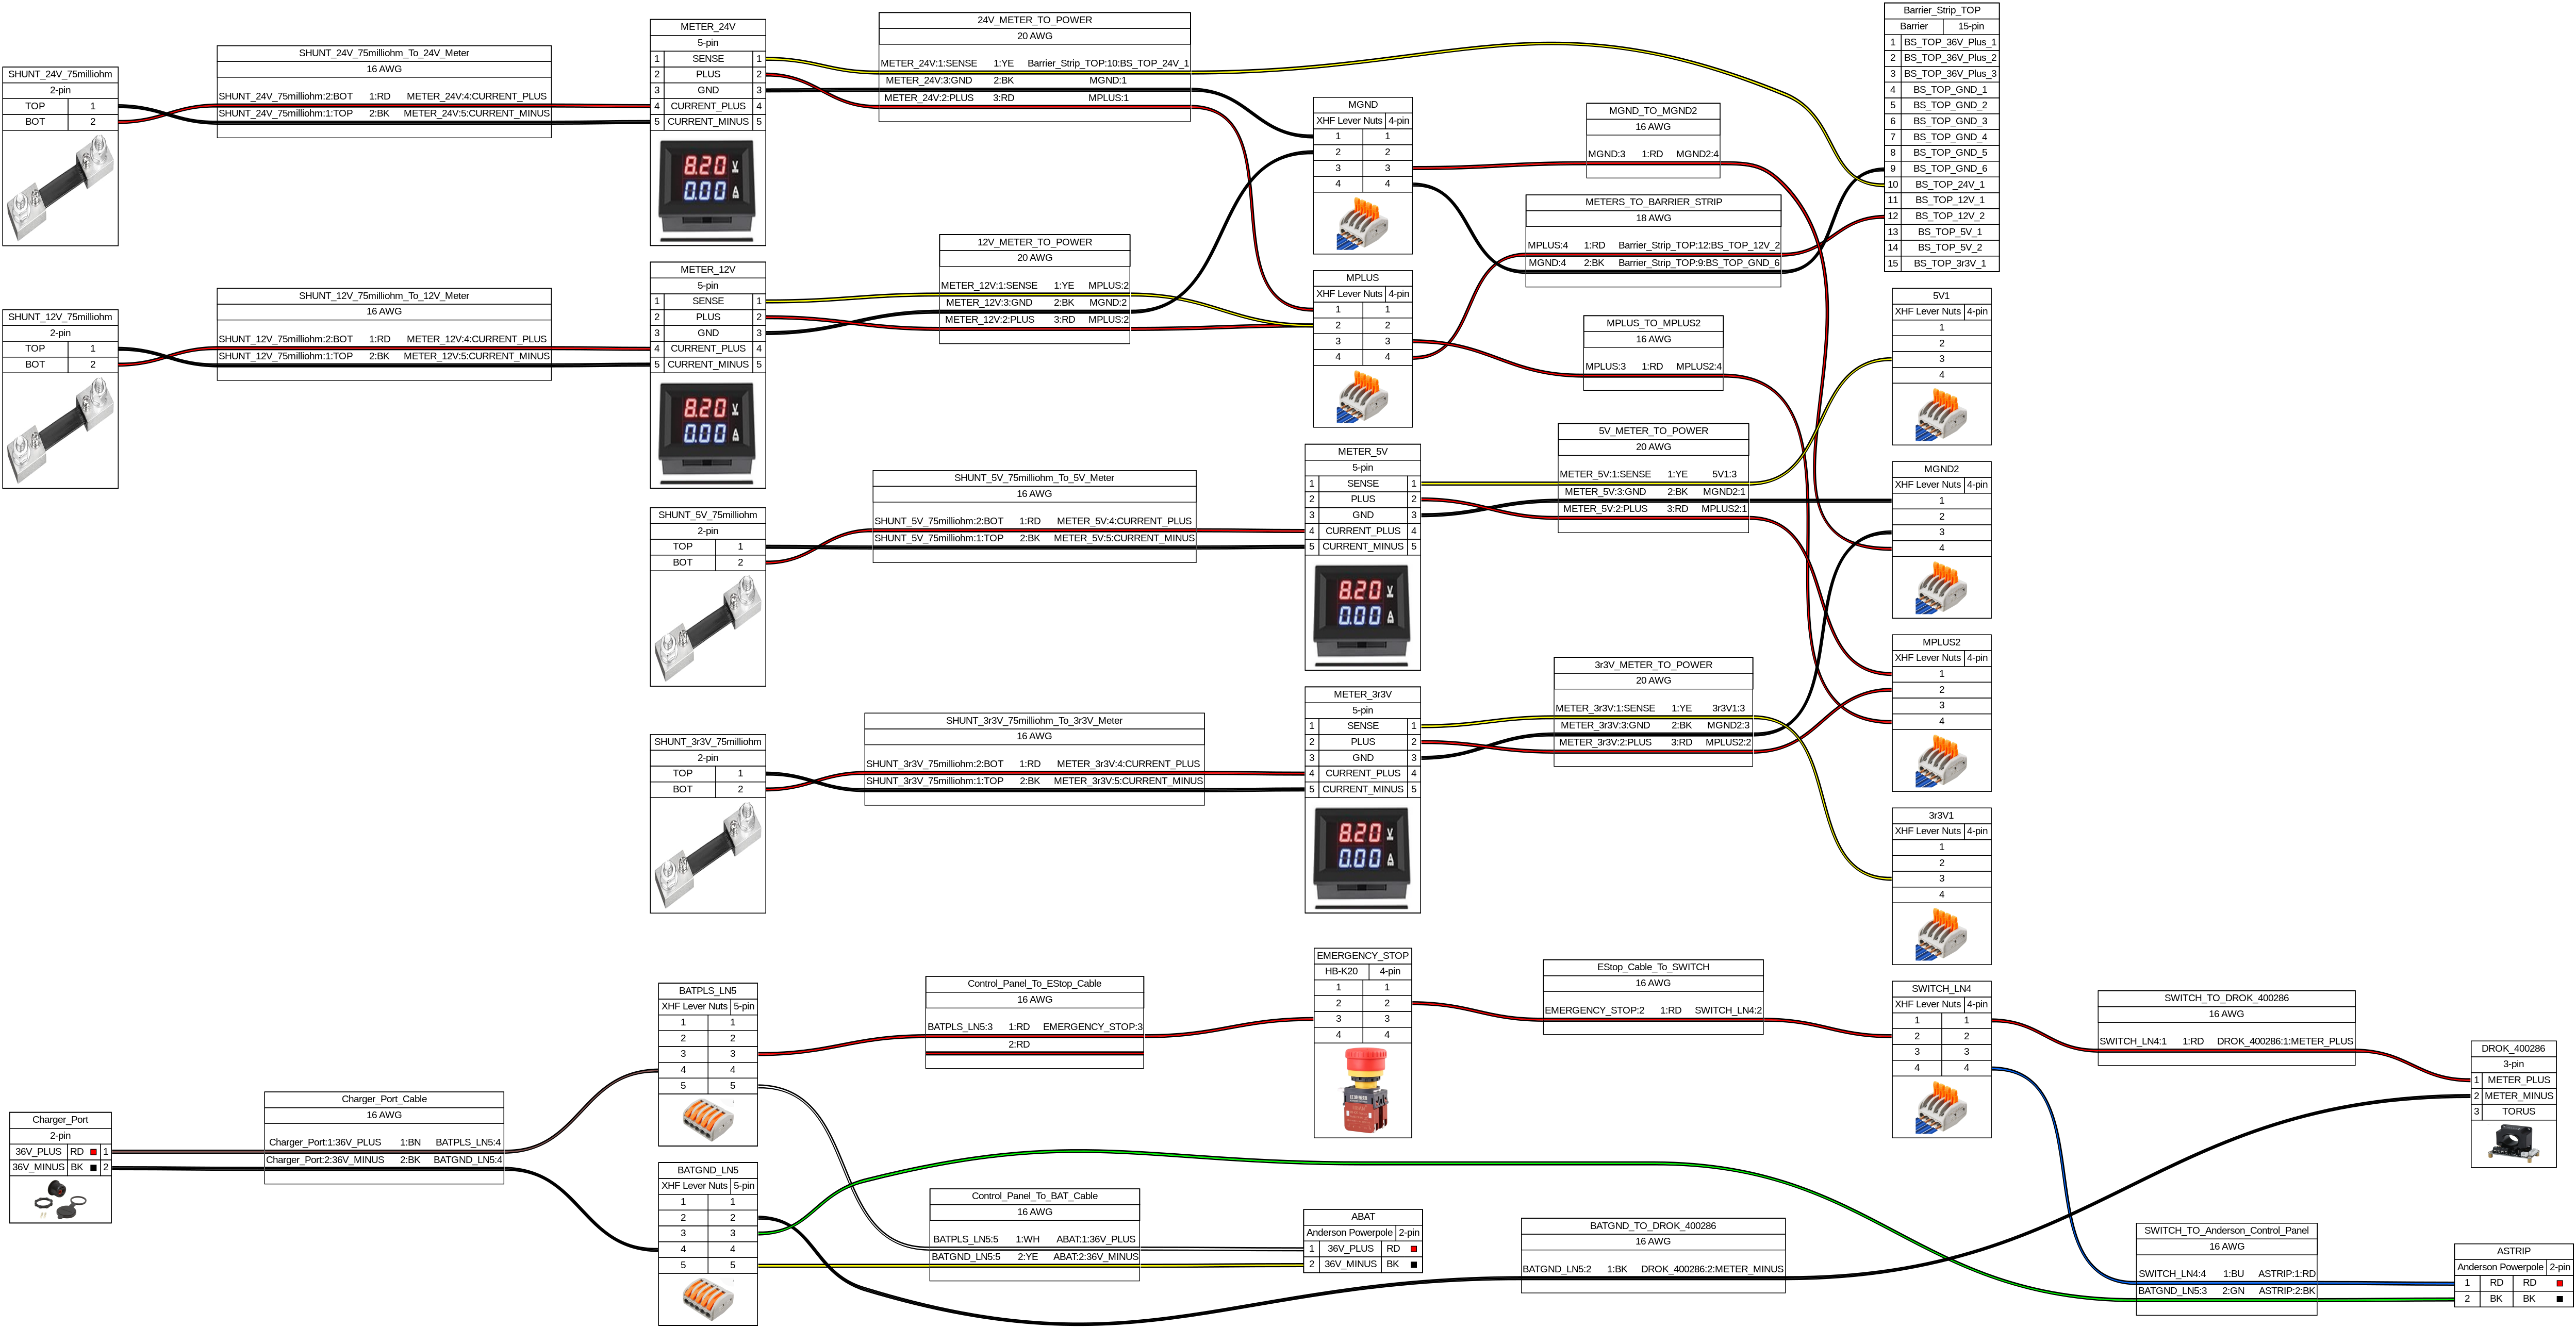 SHUNT_24V_75milliohm
2-pin
TOP 1
BOT 2
SHUNT_24V_75milliohm_To_24V_Meter
16 AWG
SHUNT_24V_75milliohm:2:BOT 1:RD METER_24V:4:CURRENT_PLUS
SHUNT_24V_75milliohm:1:TOP 2:BK METER_24V:5:CURRENT_MINUS
METER_24V
5-pin
1 SENSE 1
2 PLUS 2
3 GND 3
4 CURRENT_PLUS 4
5 CURRENT_MINUS 5
8.20 V
0.00 A
24V_METER_TO_POWER
20 AWG
METER_24V:1:SENSE 1:YE Barrier_Strip_TOP:10:BS_TOP_24V_1
METER_24V:3:GND 2:BK MGND:1
METER_24V:2:PLUS 3:RD MPLUS:1
MGND
XHF Lever Nuts 4-pin
1 1
2 2
3 3
4 4
MGND_TO_MGND2
16 AWG
MGND:3 1:RD MGND2:4
METERS_TO_BARRIER_STRIP
18 AWG
MPLUS:4 1:RD Barrier_Strip_TOP:12:BS_TOP_12V_2
MGND:4 2:BK Barrier_Strip_TOP:9:BS_TOP_GND_6
Barrier_Strip_TOP
Barrier 15-pin
1 BS_TOP_36V_Plus_1
2 BS_TOP_36V_Plus_2
3 BS_TOP_36V_Plus_3
4 BS_TOP_GND_1
5 BS_TOP_GND_2
6 BS_TOP_GND_3
7 BS_TOP_GND_4
8 BS_TOP_GND_5
9 BS_TOP_GND_6
10 BS_TOP_24V_1
11 BS_TOP_12V_1
12 BS_TOP_12V_2
13 BS_TOP_5V_1
14 BS_TOP_5V_2
15 BS_TOP_3r3V_1
SHUNT_12V_75milliohm
2-pin
TOP 1
BOT 2
SHUNT_12V_75milliohm_To_12V_Meter
16 AWG
SHUNT_12V_75milliohm:2:BOT 1:RD METER_12V:4:CURRENT_PLUS
SHUNT_12V_75milliohm:1:TOP 2:BK METER_12V:5:CURRENT_MINUS
METER_12V
5-pin
1 SENSE 1
2 PLUS 2
3 GND 3
4 CURRENT_PLUS 4
5 CURRENT_MINUS 5
8.20 V
0.00 A
12V_METER_TO_POWER
20 AWG
METER_12V:1:SENSE 1:YE MPLUS:2
METER_12V:3:GND 2:BK MGND:2
METER_12V:2:PLUS 3:RD MPLUS:2
MPLUS
XHF Lever Nuts 4-pin
1 1
2 2
3 3
4 4
MPLUS_TO_MPLUS2
16 AWG
MPLUS:3 1:RD MPLUS2:4
5V1
XHF Lever Nuts 4-pin
1
2
3
4
SHUNT_5V_75milliohm
2-pin
TOP 1
BOT 2
SHUNT_5V_75milliohm_To_5V_Meter
16 AWG
SHUNT_5V_75milliohm:2:BOT 1:RD METER_5V:4:CURRENT_PLUS
SHUNT_5V_75milliohm:1:TOP 2:BK METER_5V:5:CURRENT_MINUS
METER_5V
5-pin
1 SENSE 1
2 PLUS 2
3 GND 3
4 CURRENT_PLUS 4
5 CURRENT_MINUS 5
8.20 V
0.00 A
5V_METER_TO_POWER
20 AWG
METER_5V:1:SENSE 1:YE 5V1:3
METER_5V:3:GND 2:BK MGND2:1
METER_5V:2:PLUS 3:RD MPLUS2:1
MGND2
XHF Lever Nuts 4-pin
1
2
3
4
MPLUS2
XHF Lever Nuts 4-pin
1
2
3
4
SHUNT_3r3V_75milliohm
2-pin
TOP 1
BOT 2
SHUNT_3r3V_75milliohm_To_3r3V_Meter
16 AWG
SHUNT_3r3V_75milliohm:2:BOT 1:RD METER_3r3V:4:CURRENT_PLUS
SHUNT_3r3V_75milliohm:1:TOP 2:BK METER_3r3V:5:CURRENT_MINUS
METER_3r3V
5-pin
1 SENSE 1
2 PLUS 2
3 GND 3
4 CURRENT_PLUS 4
5 CURRENT_MINUS 5
8.20 V
0.00 A
3r3V_METER_TO_POWER
20 AWG
METER_3r3V:1:SENSE 1:YE 3r3V1:3
METER_3r3V:3:GND 2:BK MGND2:3
METER_3r3V:2:PLUS 3:RD MPLUS2:2
3r3V1
XHF Lever Nuts 4-pin
1
2
3
4
Charger_Port
2-pin
36V_PLUS RD 1
36V_MINUS BK 2
Charger_Port_Cable
16 AWG
Charger_Port:1:36V_PLUS 1:BN BATPLS_LN5:4
Charger_Port:2:36V_MINUS 2:BK BATGND_LN5:4
BATPLS_LN5
XHF Lever Nuts 5-pin
1 1
2 2
3 3
4 4
5 5
BATGND_LN5
XHF Lever Nuts 5-pin
1 1
2 2
3 3
4 4
5 5
Control_Panel_To_EStop_Cable
16 AWG
BATPLS_LN5:3 1:RD EMERGENCY_STOP:3
2:RD
Control_Panel_To_BAT_Cable
16 AWG
BATPLS_LN5:5 1:WH ABAT:1:36V_PLUS
BATGND_LN5:5 2:YE ABAT:2:36V_MINUS
EMERGENCY_STOP
HB-K20 4-pin
1 1
2 2
3 3
4 4
ABAT
Anderson Powerpole 2-pin
1 36V_PLUS RD
2 36V_MINUS BK
EStop_Cable_To_SWITCH
16 AWG
EMERGENCY_STOP:2 1:RD SWITCH_LN4:2
BATGND_TO_DROK_400286
16 AWG
BATGND_LN5:2 1:BK DROK_400286:2:METER_MINUS
SWITCH_LN4
XHF Lever Nuts 4-pin
1 1
2 2
3 3
4 4
SWITCH_TO_DROK_400286
16 AWG
SWITCH_LN4:1 1:RD DROK_400286:1:METER_PLUS
SWITCH_TO_Anderson_Control_Panel
16 AWG
SWITCH_LN4:4 1:BU ASTRIP:1:RD
BATGND_LN5:3 2:GN ASTRIP:2:BK
DROK_400286
3-pin
1 METER_PLUS
2 METER_MINUS
3 TORUS
ASTRIP
Anderson Powerpole 2-pin
1 RD RD
2 BK BK